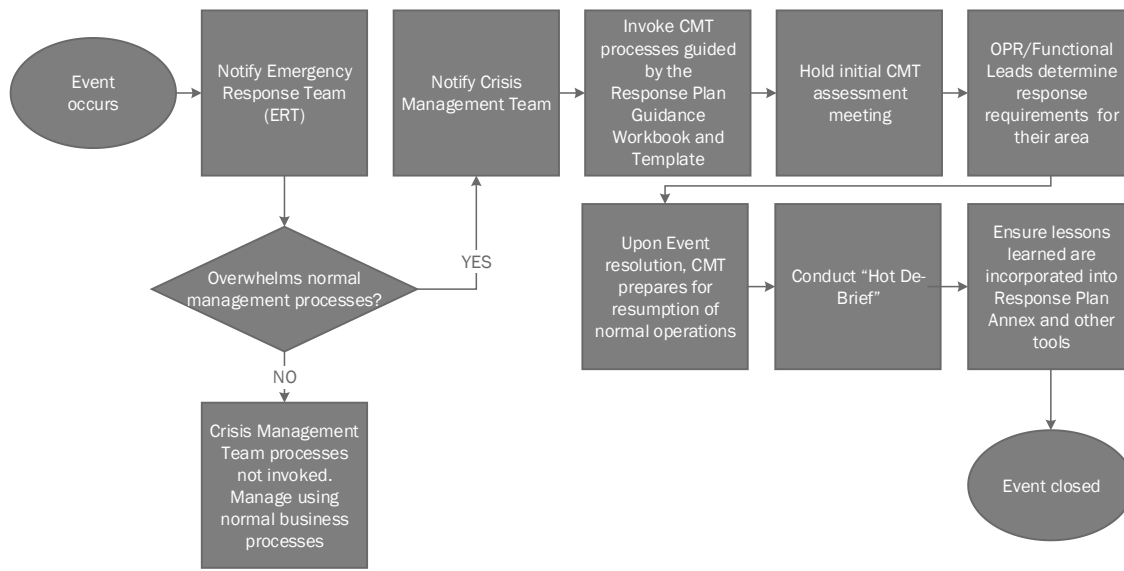 Event
occurs
Notify Emergency
Response Team
(ERT)
Notify Crisis
Management Team
Invoke CMT
processes guided
by the
Response Plan
Guidance
Workbook and
Template
Hold initial CMT
assessment
meeting
OPR/Functional
Leads determine
response
requirements for
their area
Overwhelms normal
management processes?
YES
NO
Crisis Management
Team processes
not invoked.
Manage using
normal business
processes
Upon Event
resolution, CMT
prepares for
resumption of
normal operations
Conduct “Hot De-
Brief”
Ensure lessons
learned are
incorporated into
Response Plan
Annex and other
tools
Event closed